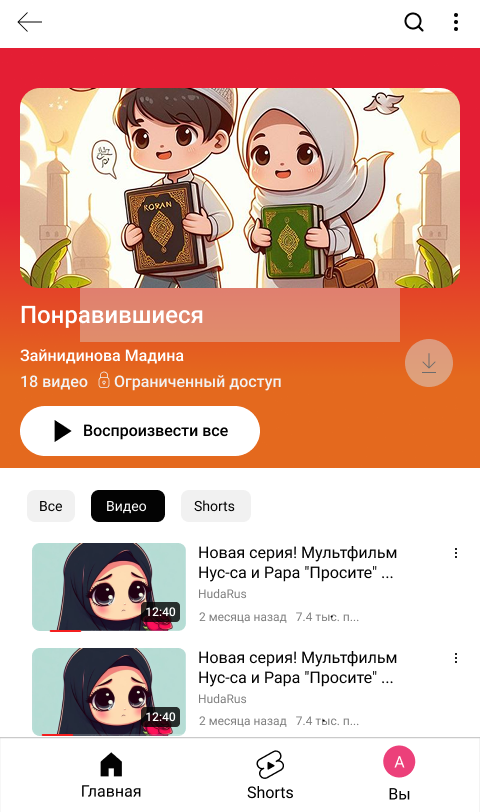 KORAN
Понравившиеся
Зайнидинова Мадина
18 видео Ограниченный доступ
Воспроизвести все
Все Видео Shorts
Новая серия! Мультфильм
Нус-са и Рара "Просите" ...
HudaRus
2 месяца назад 7.4 тыс. п...
12:40
Новая серия! Мультфильм
Нус-са и Рара "Просите" ...
HudaRus
2 месяца назад 7.4 тыс. п...
12:40
Главная Shorts А Вы